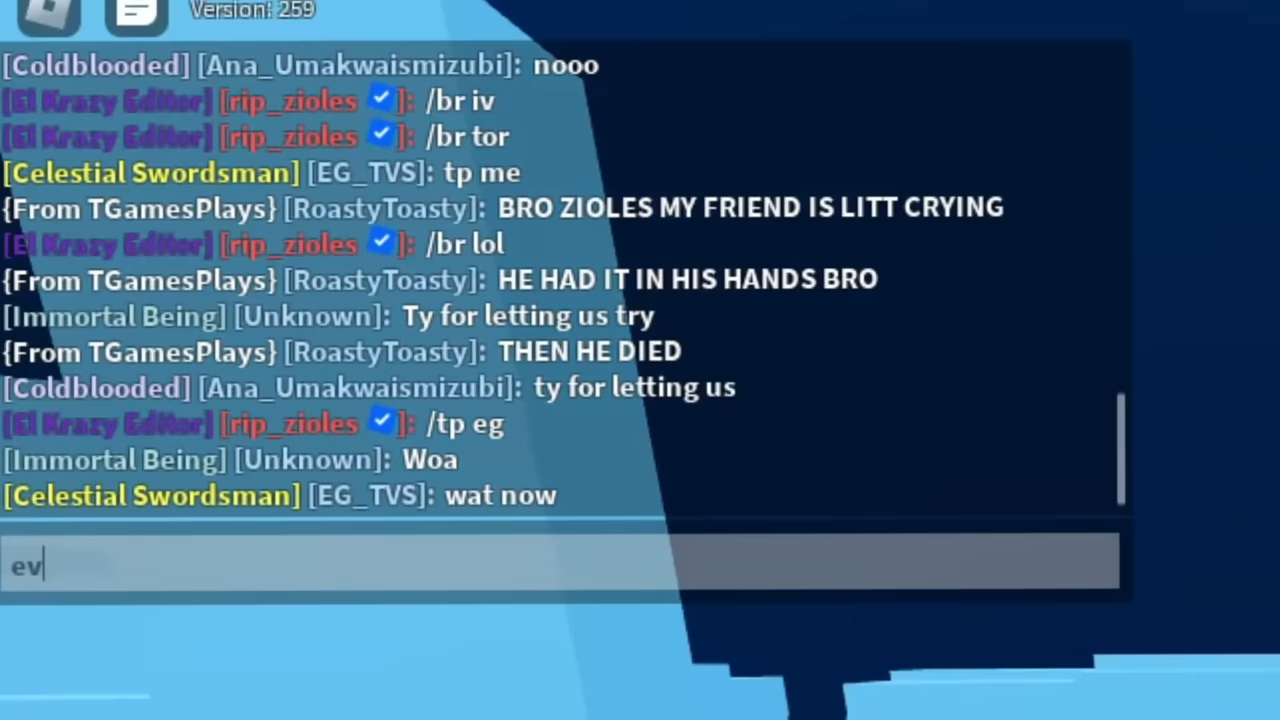 Version: 259
[Coldblooded] [Ana_Umakwaismizubi]: nooo
[El Krazy Editor] [rip_zioles ]: /br iv
[El Krazy Editor] [rip_zioles ]: /br tor
[Celestial Swordsman] [EG_TVS]: tp me
{From TGamesPlays} [RoastyToasty]: BRO ZIOLES MY FRIEND IS LITT CRYING
[El Krazy Editor] [rip_zioles ]: /br lol
{From TGamesPlays} [RoastyToasty]: HE HAD IT IN HIS HANDS BRO
[Immortal Being] [Unknown]: Ty for letting us try
{From TGamesPlays} [RoastyToasty]: THEN HE DIED
[Coldblooded] [Ana_Umakwaismizubi]: ty for letting us
[El Krazy Editor] [rip_zioles ]: /tp eg
[Immortal Being] [Unknown]: Woa
[Celestial Swordsman] [EG_TVS]: wat now
ev